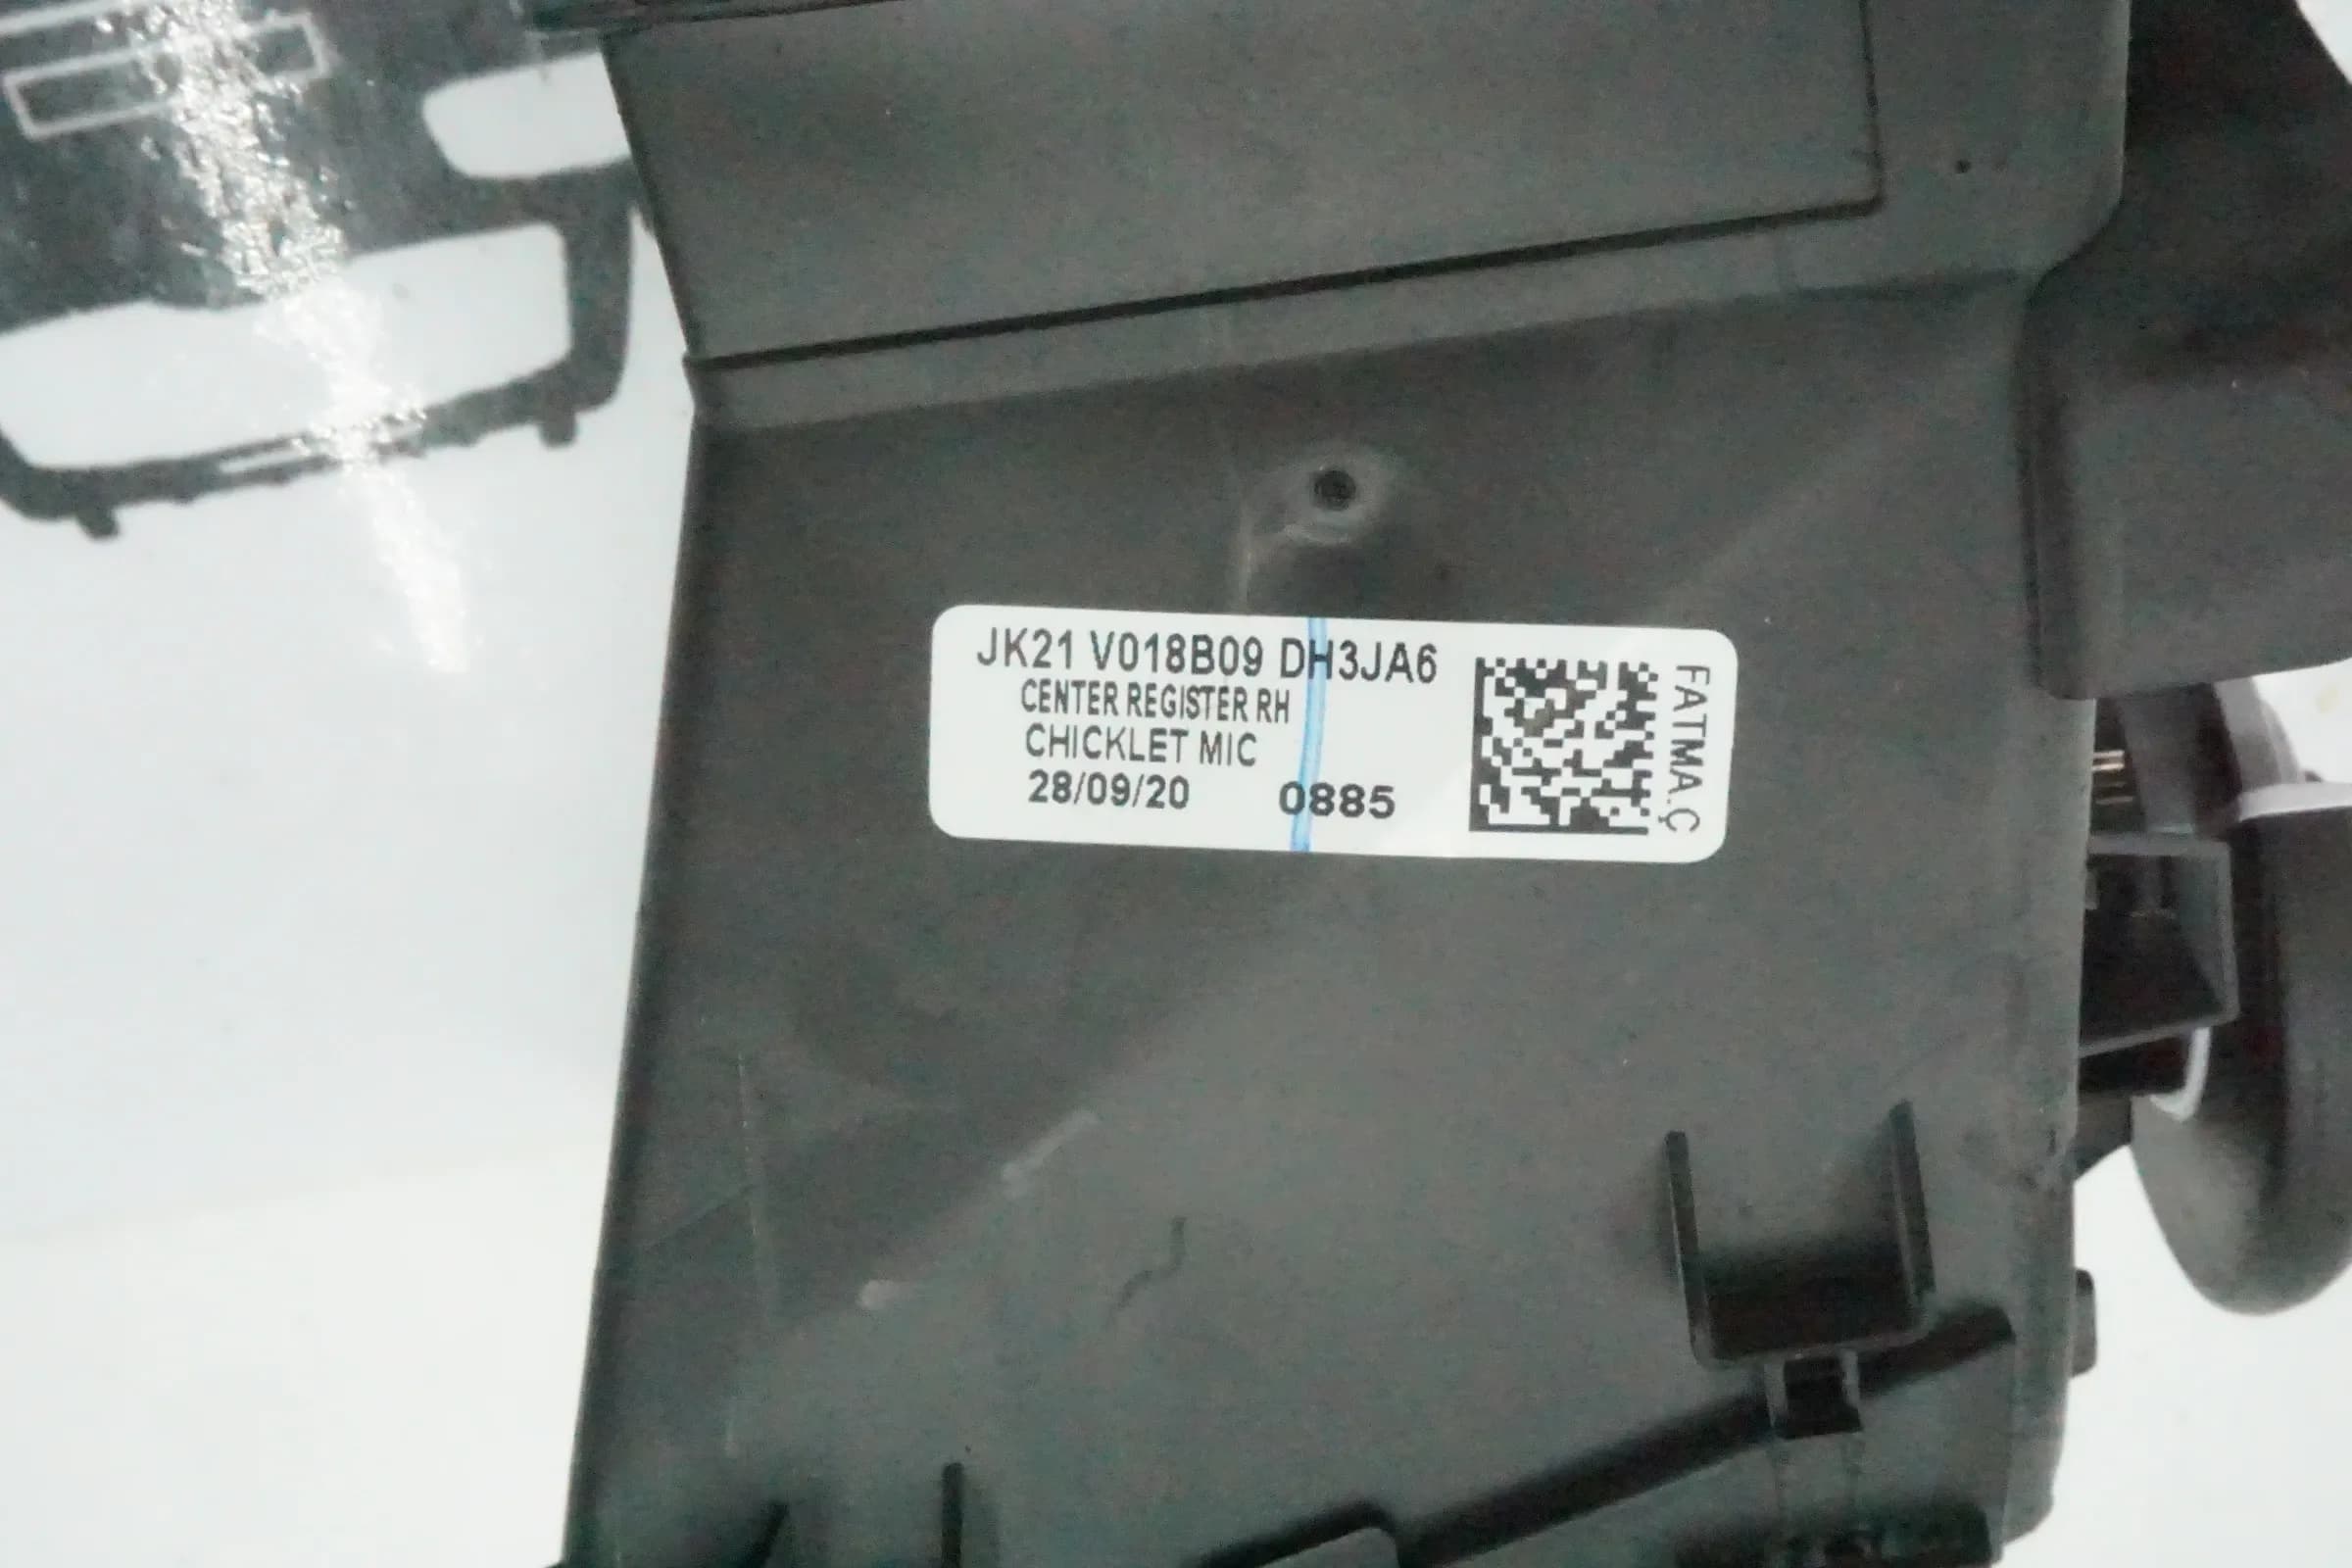 JK21 V018B09 DH3JA6
CENTER REGISTER RH
CHICKLET MIC
28/09/20 0885
FATMA.Ç